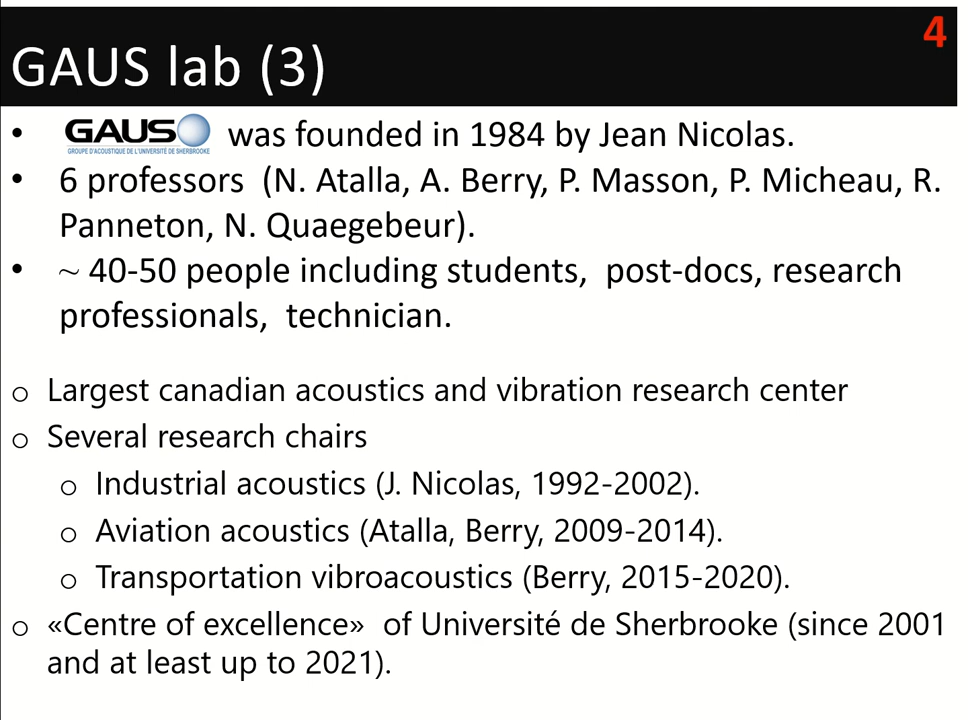 4
GAUS lab (3)
• GAUS was founded in 1984 by Jean Nicolas.
GROUPE D'ACOUSTIQUE DE L'UNIVERSITÉ DE SHERBROOKE
• 6 professors (N. Atalla, A. Berry, P. Masson, P. Micheau, R.
Panneton, N. Quaegebeur).
• ~ 40-50 people including students, post-docs, research
professionals, technician.
o Largest canadian acoustics and vibration research center
o Several research chairs
o Industrial acoustics (J. Nicolas, 1992-2002).
o Aviation acoustics (Atalla, Berry, 2009-2014).
o Transportation vibroacoustics (Berry, 2015-2020).
o «Centre of excellence» of Université de Sherbrooke (since 2001
and at least up to 2021).